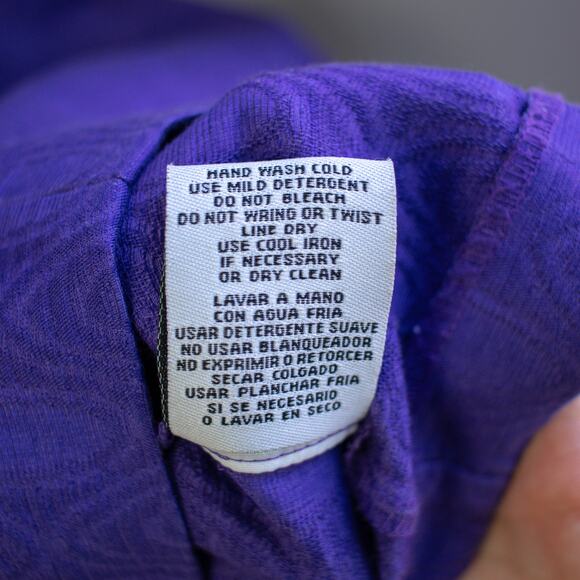 HAND WASH COLD
USE MILD DETERGENT
DO NOT BLEACH
DO NOT WRING OR TWIST
LINE DRY
USE COOL IRON
IF NECESSARY
OR DRY CLEAN
LAVAR A MANO
CON AGUA FRIA
USAR DETERGENTE SUAVE
NO USAR BLANQUEADOR
NO EXPRIMIR O RETORCER
SECAR COLGADO
USAR PLANCHAR FRIA
SI SE NECESARIO
O LAVAR EN SECO